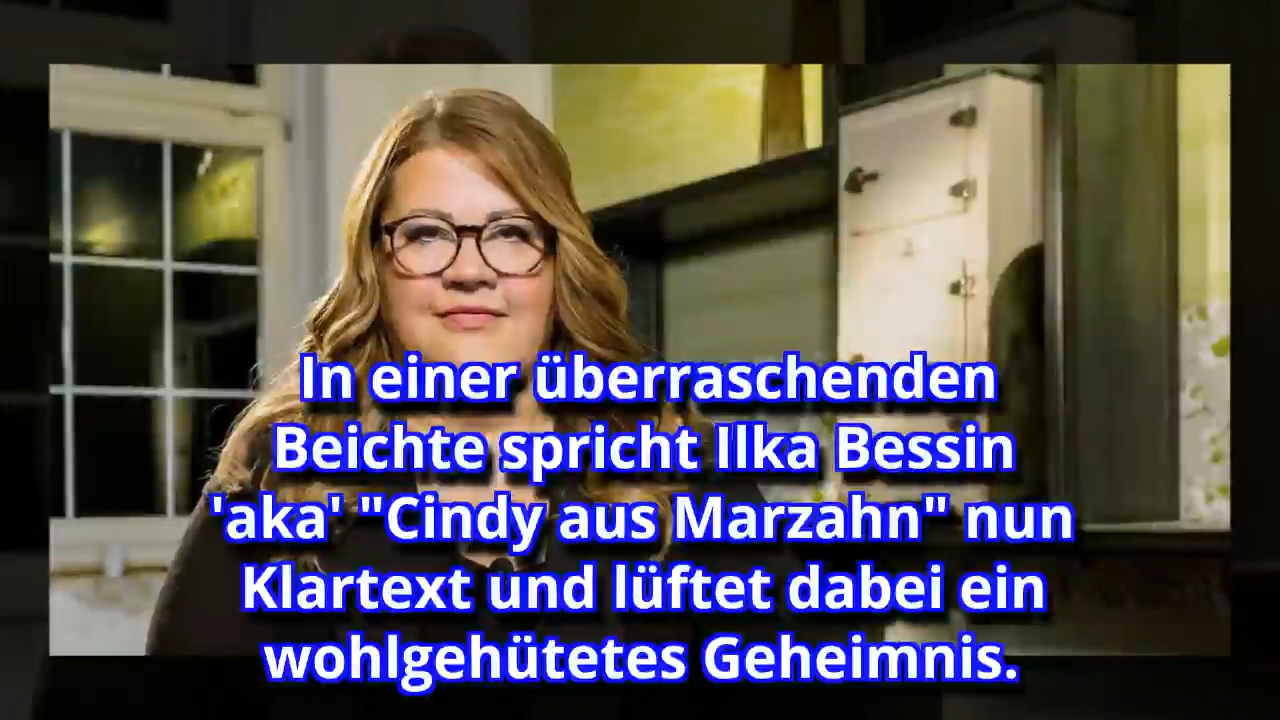 In einer überraschenden
Beichte spricht Ilka Bessin
'aka' "Cindy aus Marzahn" nun
Klartext und lüftet dabei ein
wohlgehütetes Geheimnis.